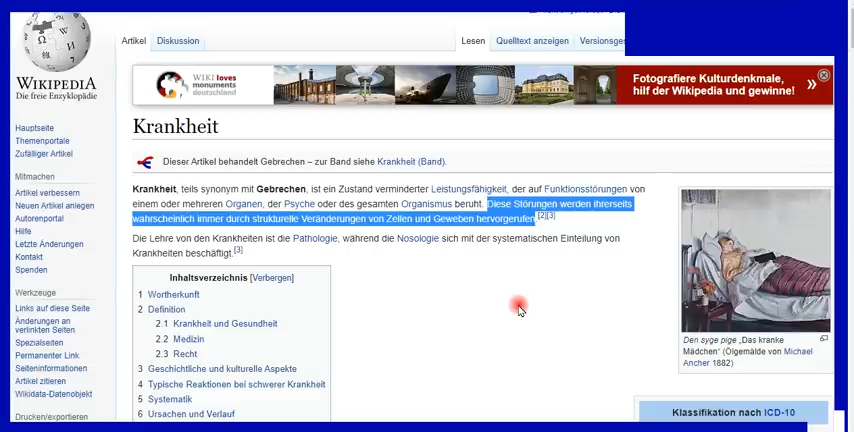 Artikel Diskussion Lesen Quelltext anzeigen Versionsges
WIKIPEDIA
Die freie Enzyklopädie
Hauptseite
Themenportale
Zufälliger Artikel
Mitmachen
Artikel verbessern
Neuen Artikel anlegen
Autorenportal
Hilfe
Letzte Änderungen
Kontakt
Spenden
Werkzeuge
Links auf diese Seite
Änderungen an
verlinkten Seiten
Spezialseiten
Permanenter Link
Seiteninformationen
Artikel zitieren
Wikidata-Datenobjekt
Drucken/exportieren
WIKI loves
monuments
deutschland
Fotografiere Kulturdenkmale,
hilf der Wikipedia und gewinne!
Krankheit
Dieser Artikel behandelt Gebrechen – zur Band siehe Krankheit (Band).
Krankheit, teils synonym mit Gebrechen, ist ein Zustand verminderter Leistungsfähigkeit, der auf Funktionsstörungen von
einem oder mehreren Organen, der Psyche oder des gesamten Organismus beruht. Diese Störungen werden ihrerseits
wahrscheinlich immer durch strukturelle Veränderungen von Zellen und Geweben hervorgerufen.[2][3]
Die Lehre von den Krankheiten ist die Pathologie, während die Nosologie sich mit der systematischen Einteilung von
Krankheiten beschäftigt.[3]
Inhaltsverzeichnis [Verbergen]
1 Wortherkunft
2 Definition
2.1 Krankheit und Gesundheit
2.2 Medizin
2.3 Recht
3 Geschichtliche und kulturelle Aspekte
4 Typische Reaktionen bei schwerer Krankheit
5 Systematik
6 Ursachen und Verlauf
Den syge pige „Das kranke
Mädchen“ (Ölgemälde von Michael
Ancher 1882)
Klassifikation nach ICD-10